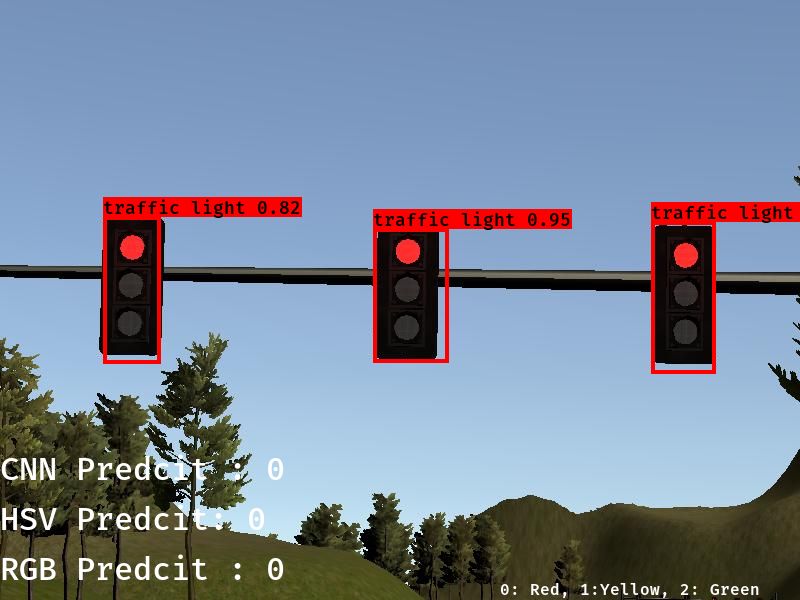 traffic light 0.82
traffic light 0.95
traffic light
CNN Predcit : 0
HSV Predcit: 0
RGB Predcit : 0
0: Red, 1:Yellow, 2: Green